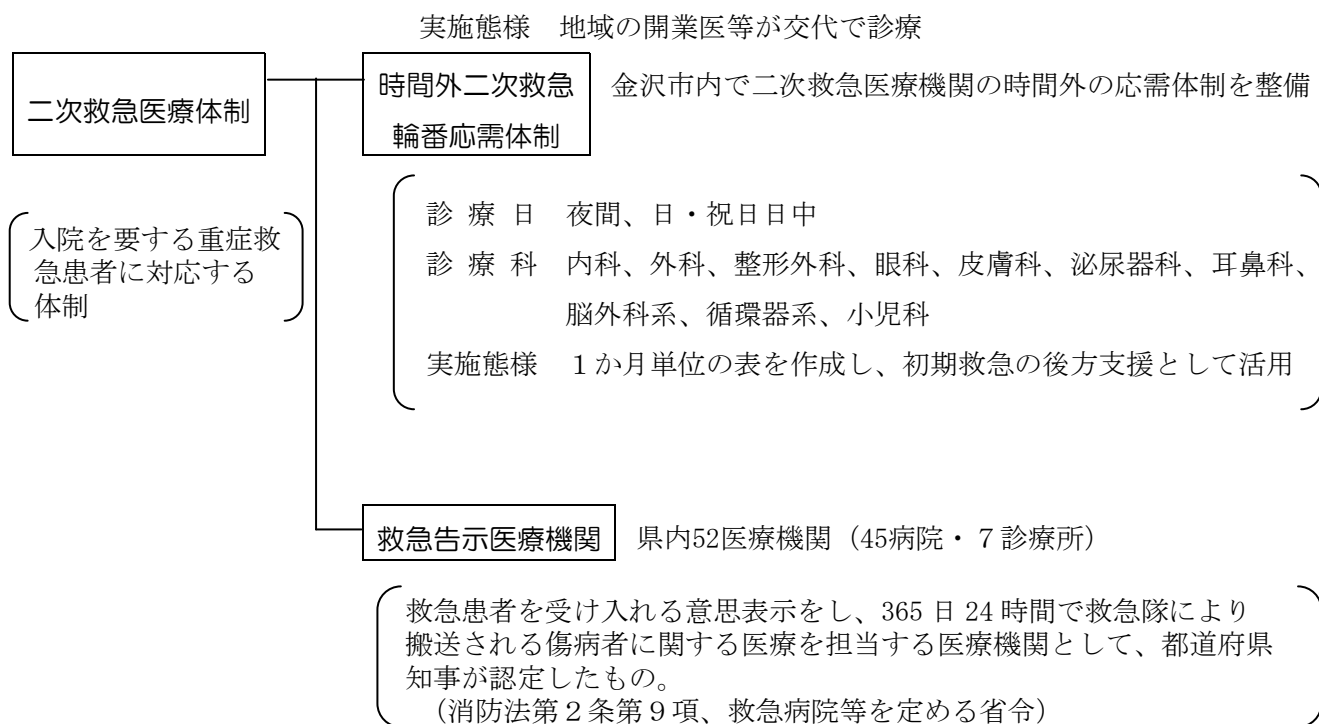 実施態様　地域の開業医等が交代で診療
二次救急医療体制
時間外二次救急
輪番応需体制
金沢市内で二次救急医療機関の時間外の応需体制を整備
入院を要する重症救
急患者に対応する
体制
診 療 日　夜間、日・祝日日中
診 療 科　内科、外科、整形外科、眼科、皮膚科、泌尿器科、耳鼻科、
脳外科系、循環器系、小児科
実施態様　１か月単位の表を作成し、初期救急の後方支援として活用
救急告示医療機関　県内52医療機関（45病院・７診療所）
救急患者を受け入れる意思表示をし、365 日 24 時間で救急隊により
搬送される傷病者に関する医療を担当する医療機関として、都道府県
知事が認定したもの。
（消防法第２条第９項、救急病院等を定める省令）